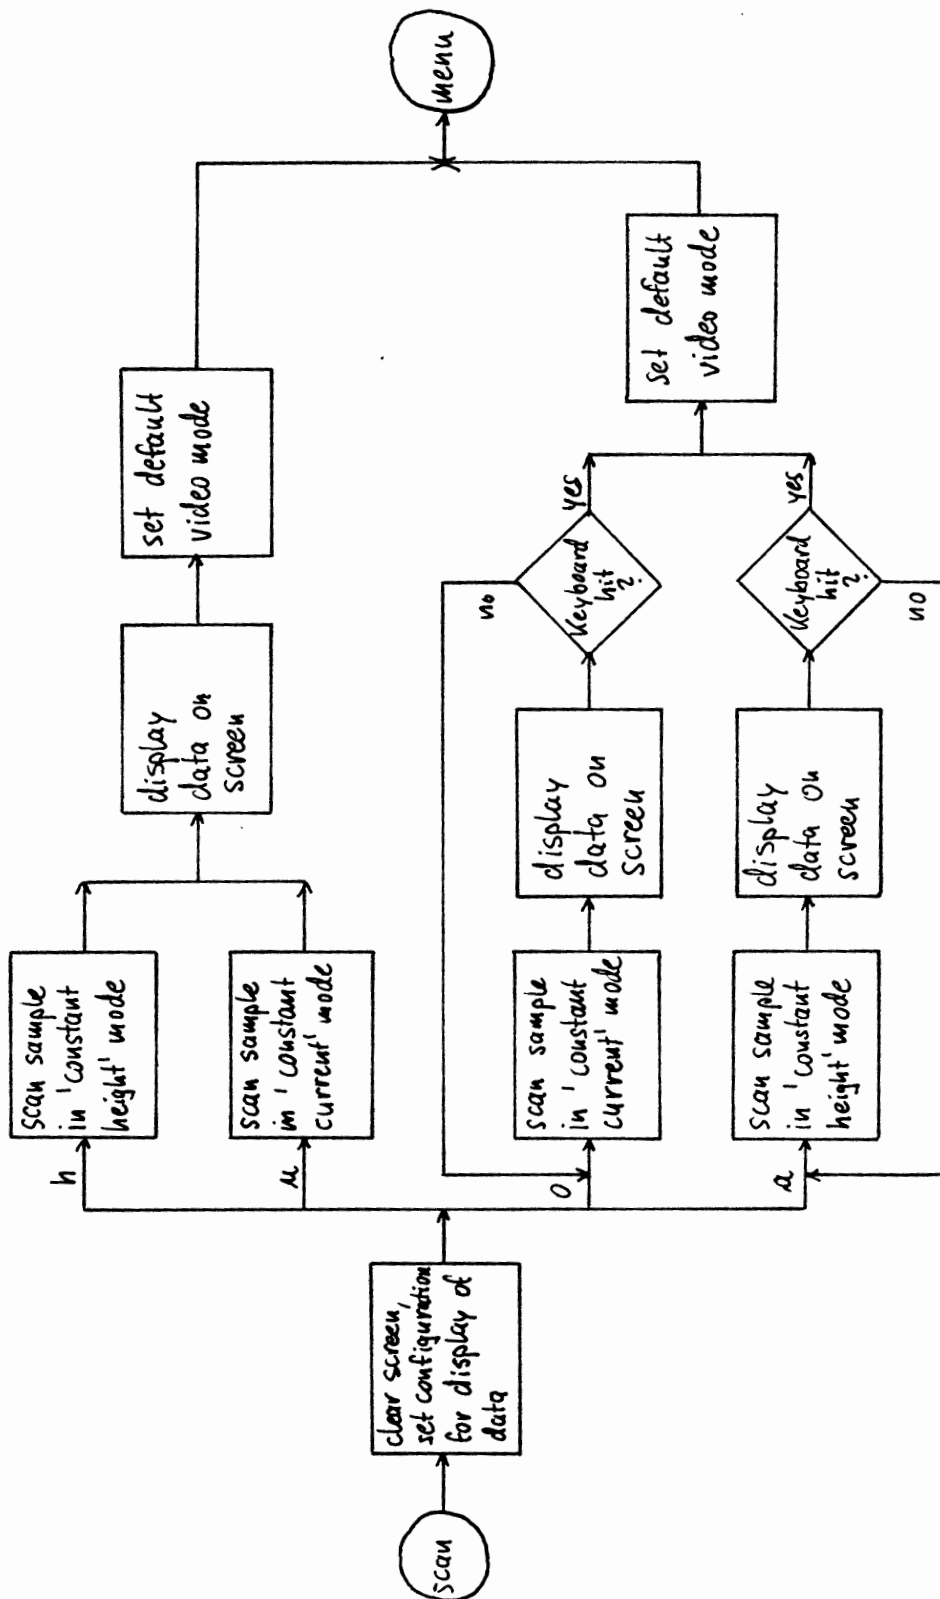 scan
clear screen,
set configuration
for display of
data
h
scan sample
in 'constant
height' mode
u
scan sample
in 'constant
current' mode
display
data on
screen
set default
video mode
o
scan sample
in 'constant
current' mode
display
data on
screen
Keyboard
hit
?
no
yes
a
scan sample
in 'constant
height' mode
display
data on
screen
Keyboard
hit
?
no
yes
set default
video mode
menu